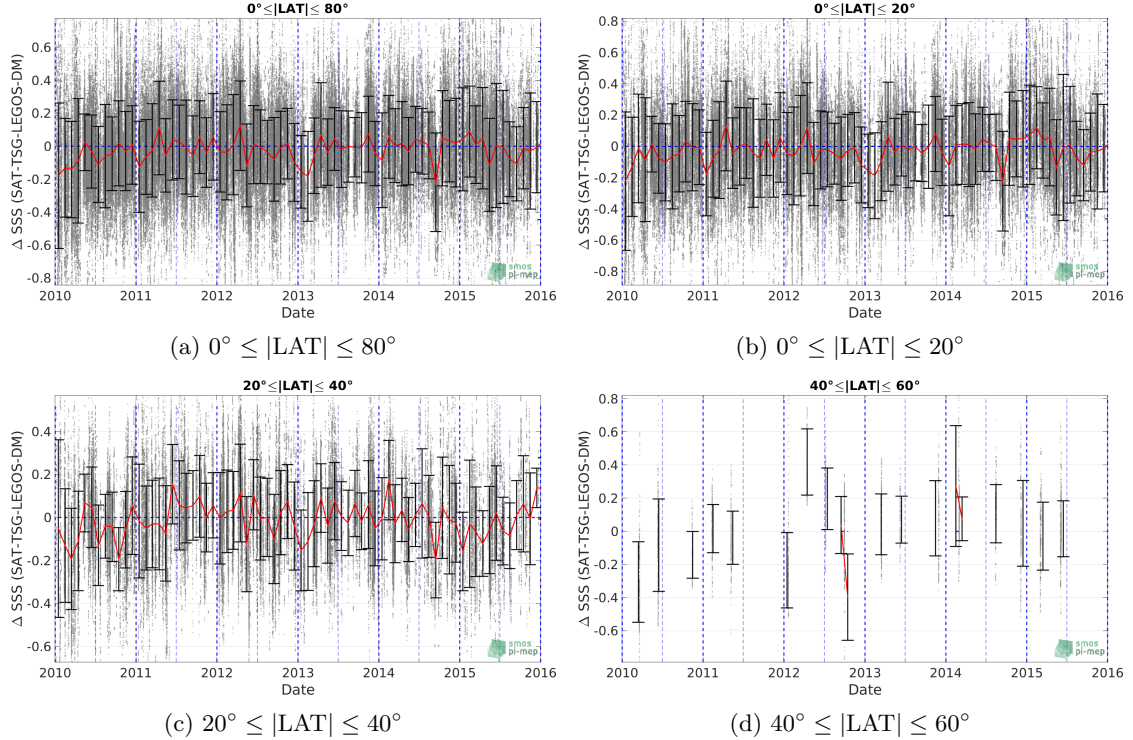 0°≤|LAT|≤ 80°
Δ SSS (SAT-TSG-LEGOS-DM)
0.6
0.4
0.2
0
-0.2
-0.4
-0.6
-0.8
smos
pi-mep
2010 2011 2012 2013 2014 2015 2016
Date
(a) 0° ≤ |LAT| ≤ 80°
0°≤|LAT|≤ 20°
Δ SSS (SAT-TSG-LEGOS-DM)
0.8
0.6
0.4
0.2
0
-0.2
-0.4
-0.6
-0.8
smos
pi-mep
2010 2011 2012 2013 2014 2015 2016
Date
(b) 0° ≤ |LAT| ≤ 20°
20°≤|LAT|≤ 40°
Δ SSS (SAT-TSG-LEGOS-DM)
0.4
0.2
0
-0.2
-0.4
-0.6
smos
pi-mep
2010 2011 2012 2013 2014 2015 2016
Date
(c) 20° ≤ |LAT| ≤ 40°
40°≤|LAT|≤ 60°
Δ SSS (SAT-TSG-LEGOS-DM)
0.8
0.6
0.4
0.2
0
-0.2
-0.4
-0.6
smos
pi-mep
2010 2011 2012 2013 2014 2015 2016
Date
(d) 40° ≤ |LAT| ≤ 60°